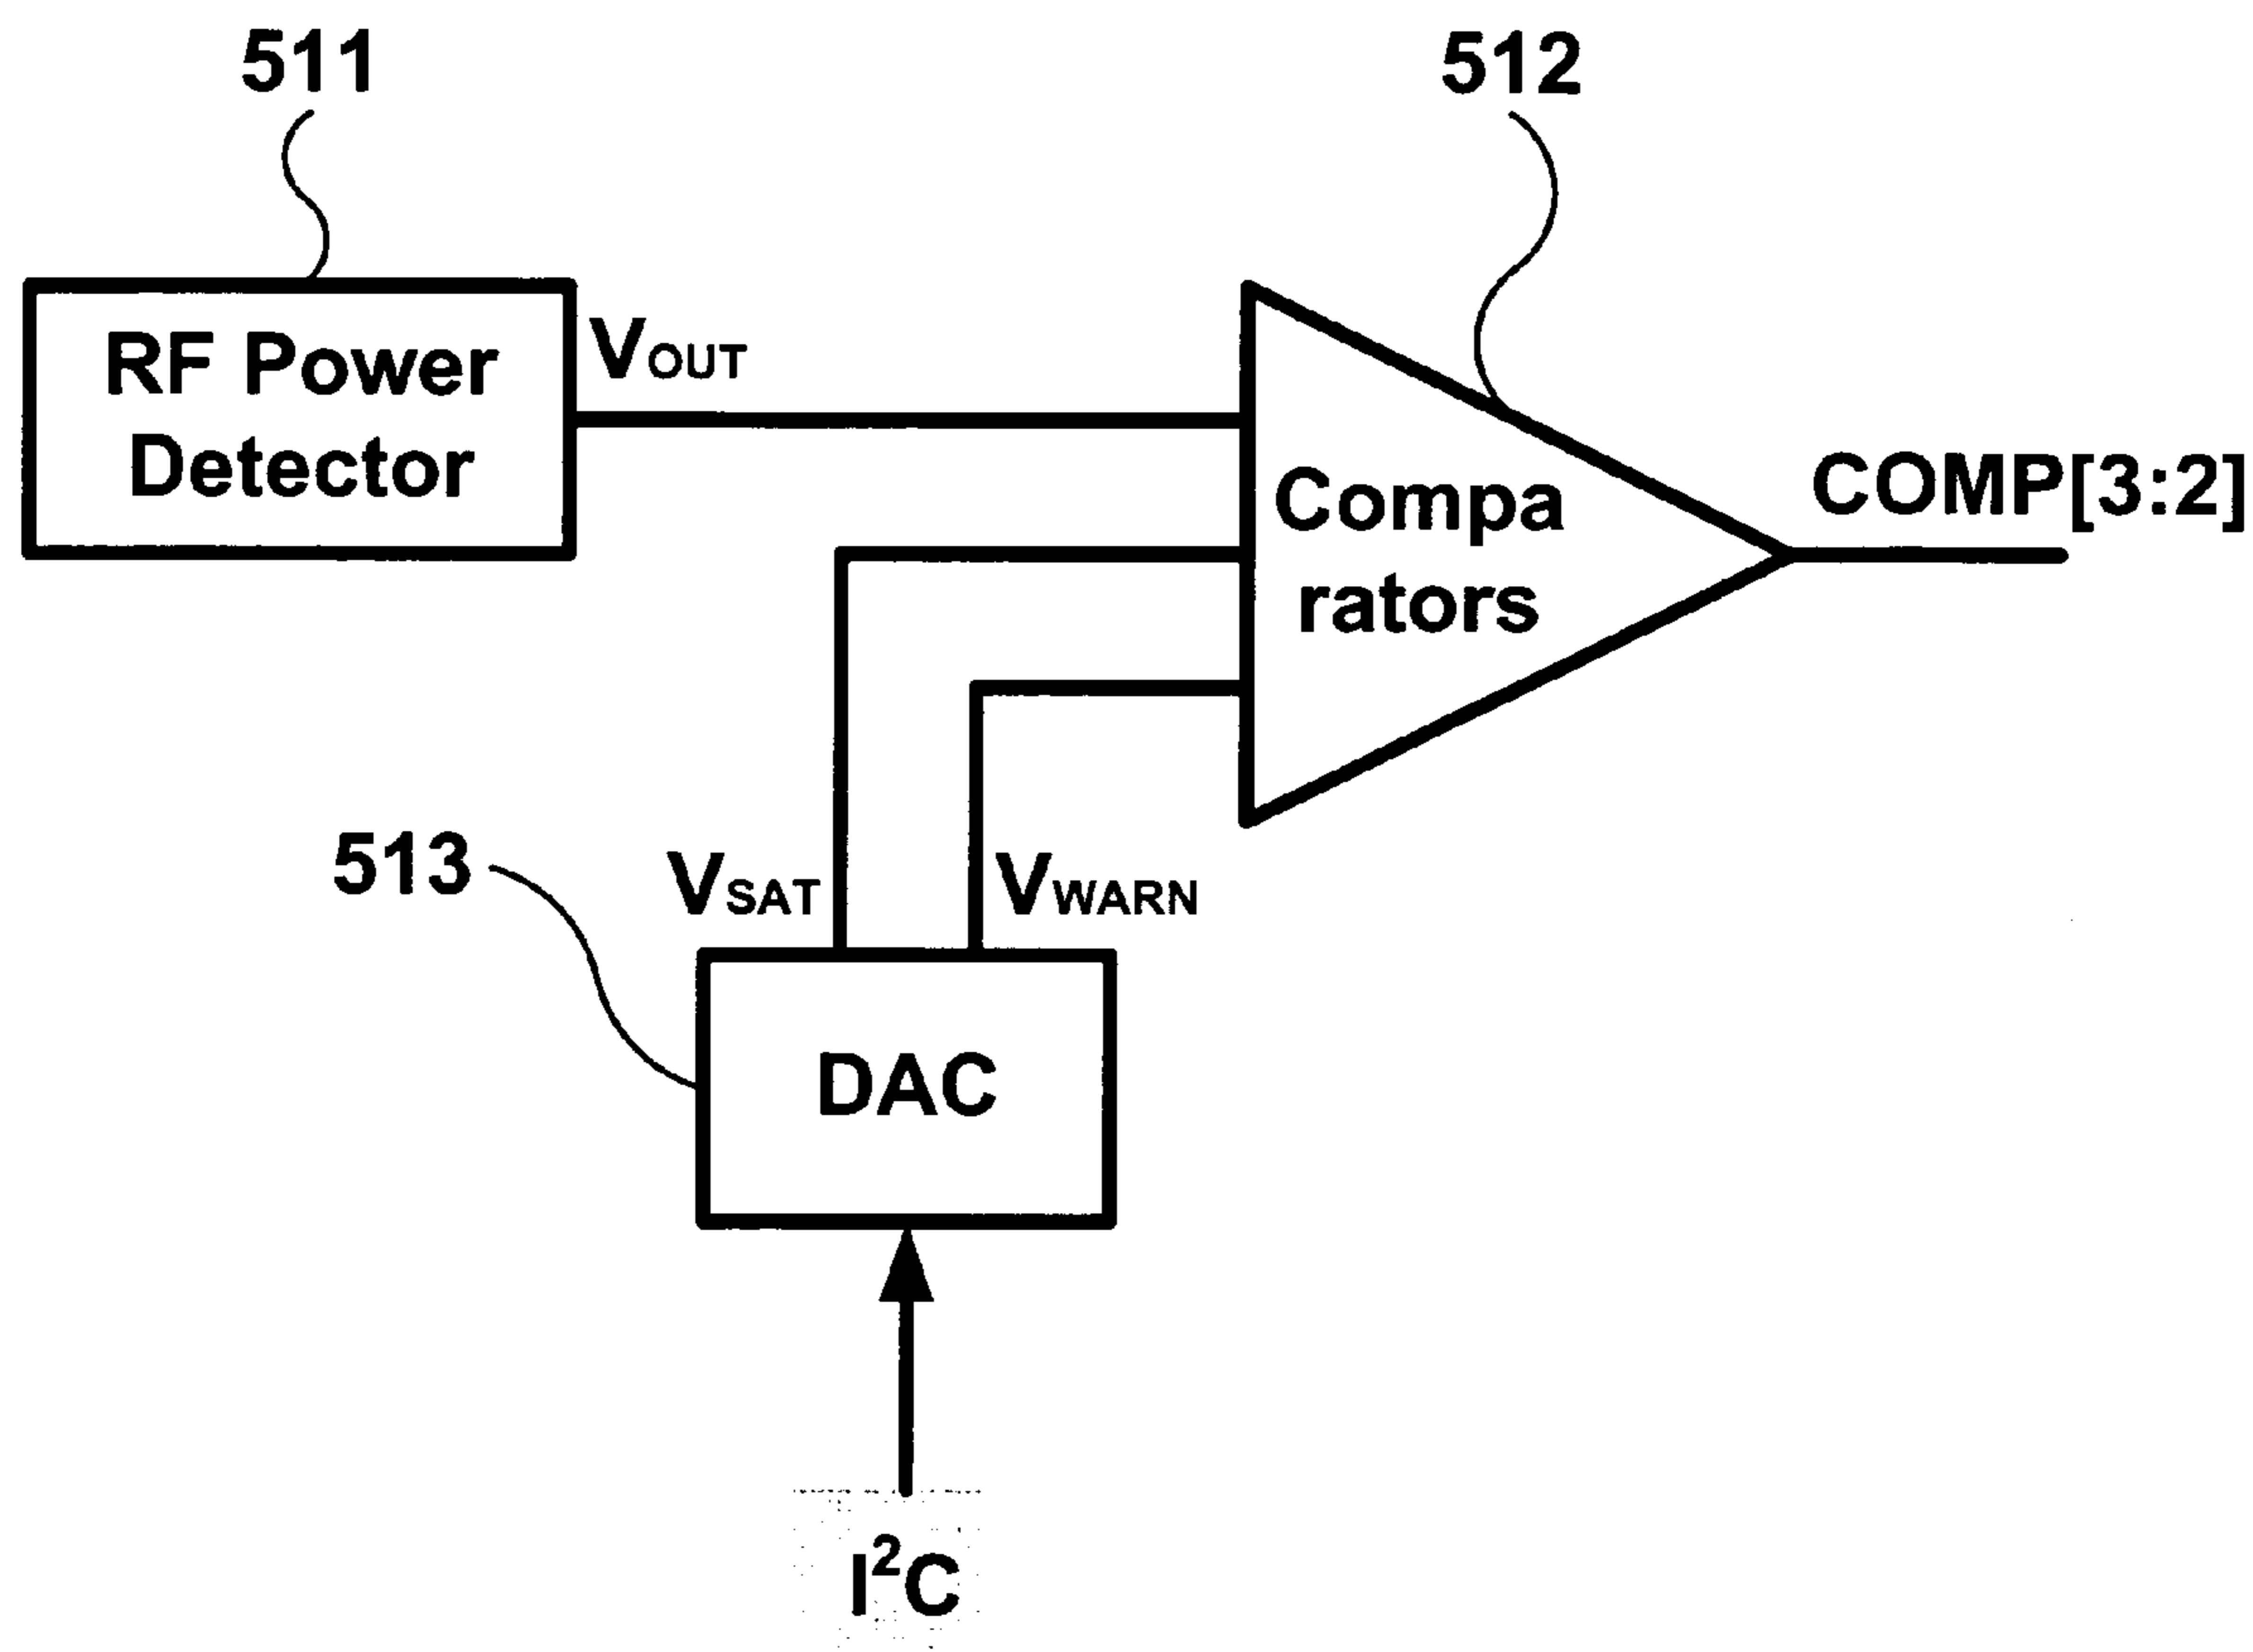 511
512
RF Power
Detector
VOUT
Compa
rators
COMP[3:2]
513
VSAT
VWARN
DAC
I²C